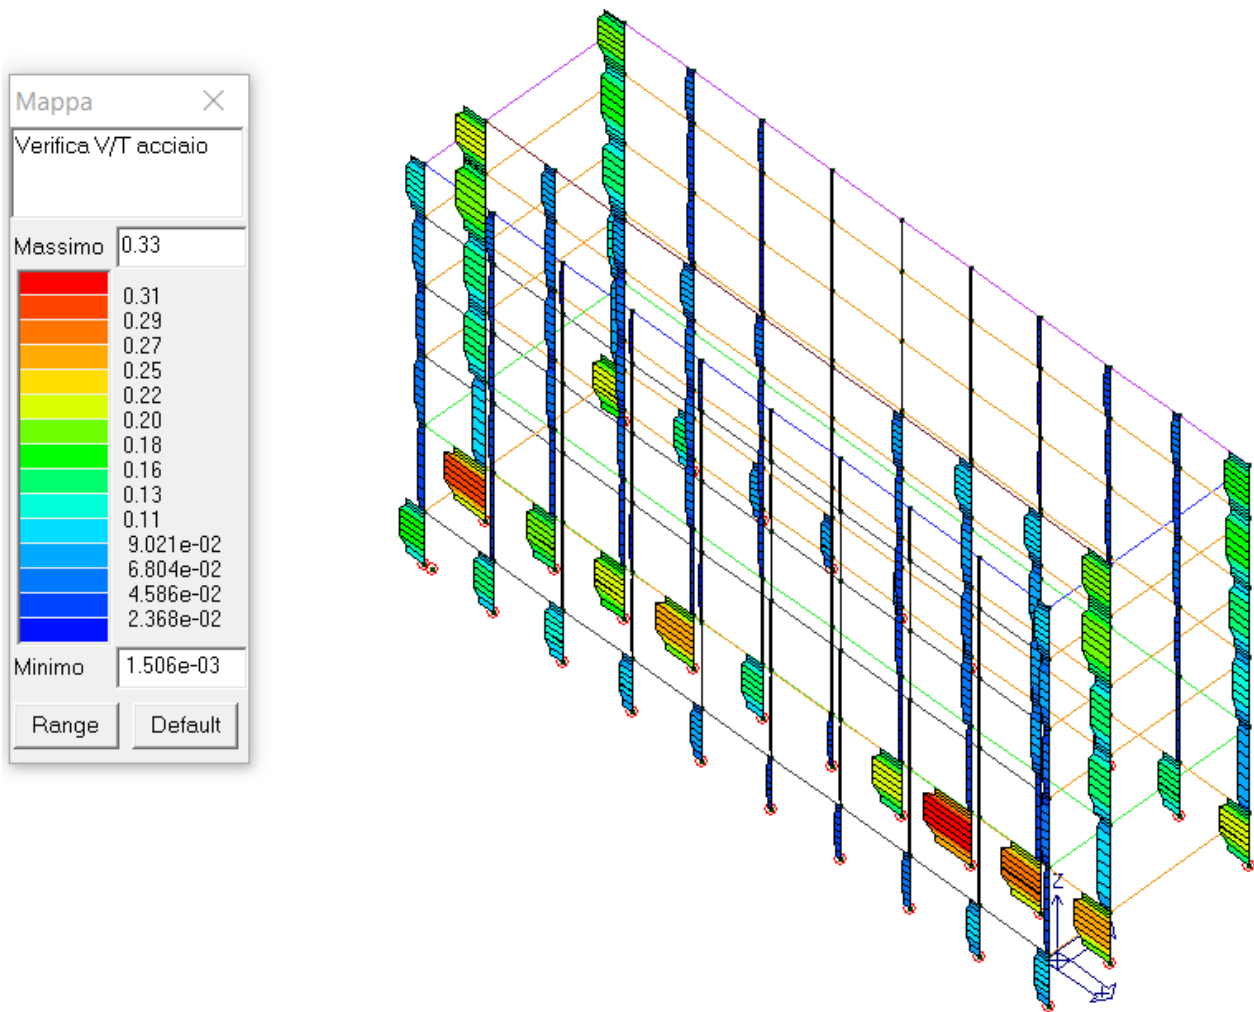 Mappa
Verifica V/T acciaio
Massimo 0.33
0.31
0.29
0.27
0.25
0.22
0.20
0.18
0.16
0.13
0.11
9.021e-02
6.804e-02
4.586e-02
2.368e-02
Minimo 1.506e-03
Range Default
Z